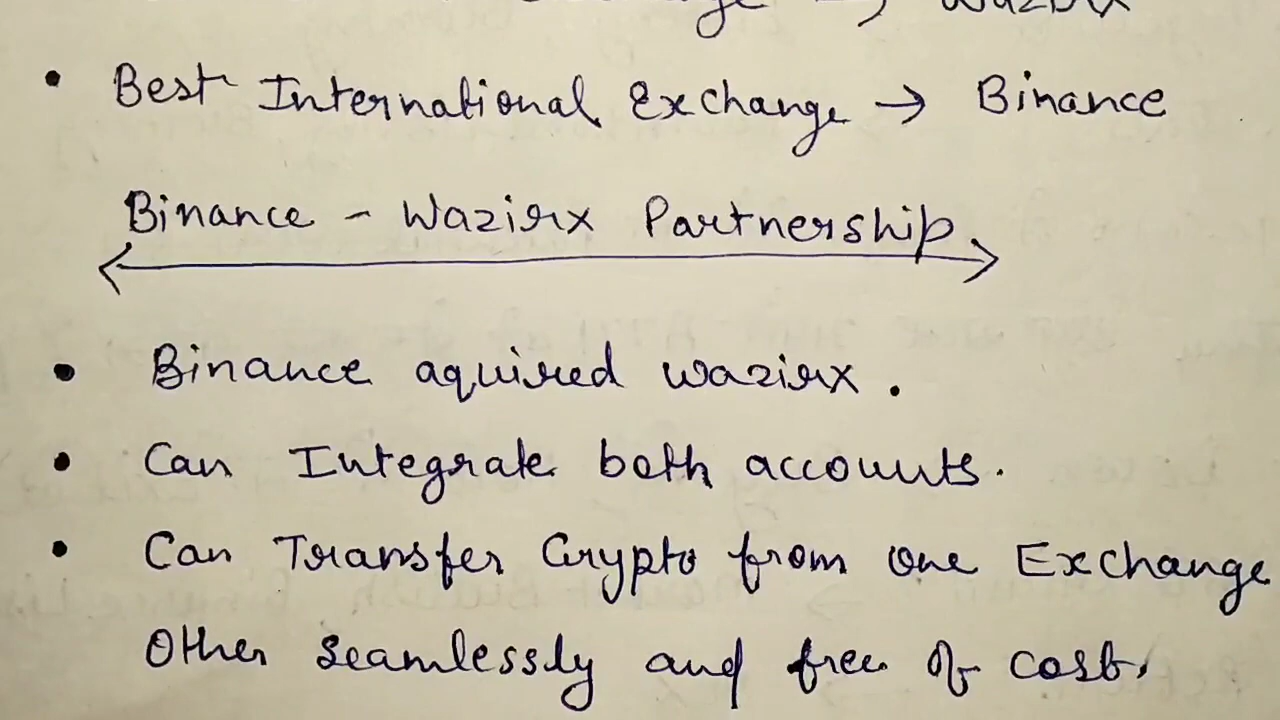 Wazirx
• Best International Exchange → Binance
Binance - Wazirx Partnership
• Binance aquired wazirx.
• Can Integrate both accounts.
• Can Transfer Crypto from one Exchange
Other seamlessly and free of cost.